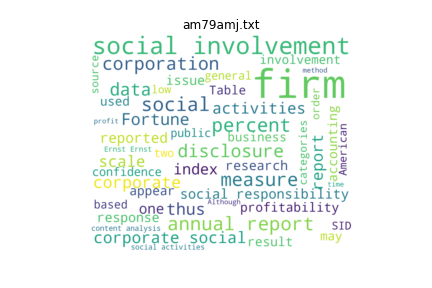 am79amj.txt
social involvement
corporation
involvement
method
source
issue
general
firm
data
low
Table
used
social
activities
order
Fortune
percent
categories
report
accounting
American
profit
public
business
reported
Ernst Ernst
two
disclosure
scale
confidence
index
research
corporate
measure
time
appear
social responsibility
based
one
thus
Although
profitability
response
annual report
SID
content analysis
corporate social
result
may
social activities